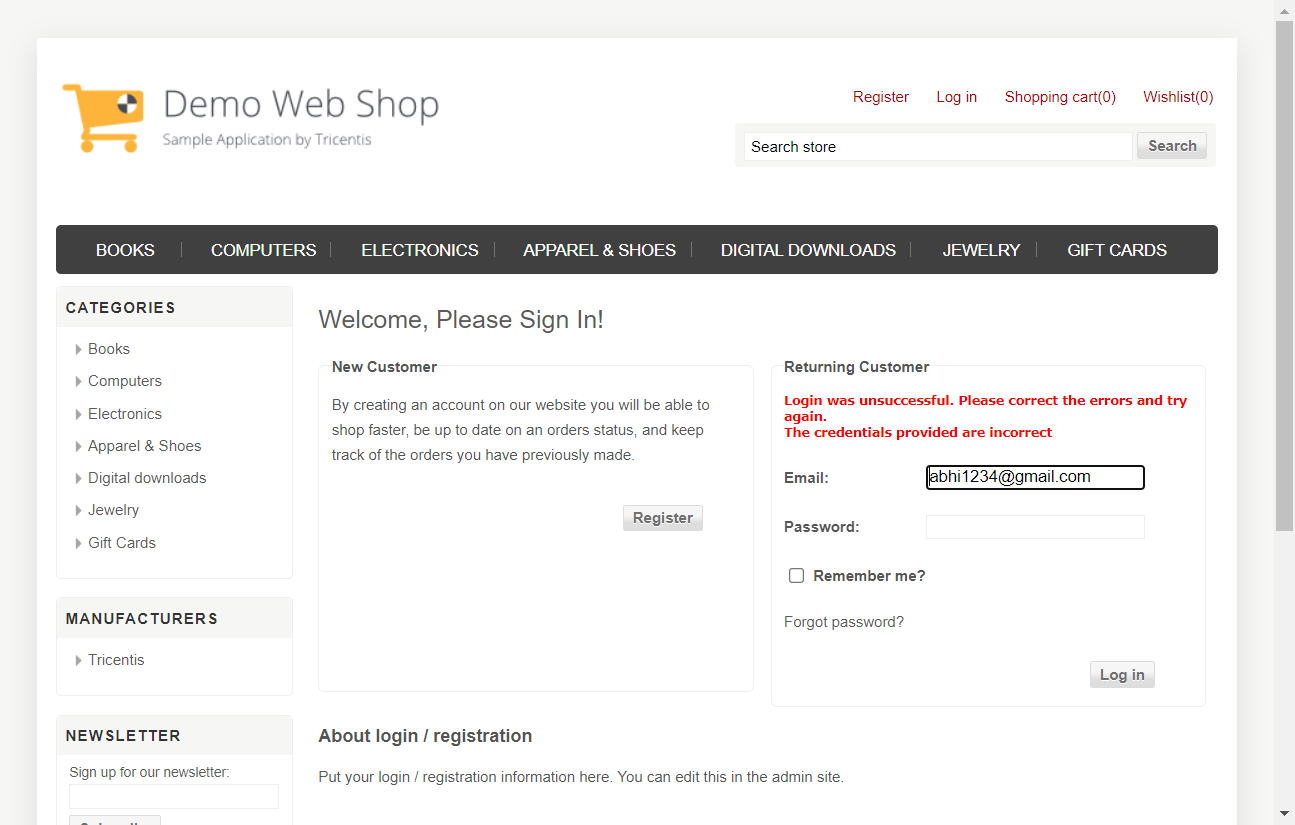 Demo Web Shop
Sample Application by Tricentis
Register Log in Shopping cart(0) Wishlist(0)
Search store Search
BOOKS COMPUTERS ELECTRONICS APPAREL & SHOES DIGITAL DOWNLOADS JEWELRY GIFT CARDS
CATEGORIES
Books
Computers
Electronics
Apparel & Shoes
Digital downloads
Jewelry
Gift Cards
MANUFACTURERS
Tricentis
NEWSLETTER
Sign up for our newsletter:
Welcome, Please Sign In!
New Customer
By creating an account on our website you will be able to
shop faster, be up to date on an orders status, and keep
track of the orders you have previously made.
Register
Returning Customer
Login was unsuccessful. Please correct the errors and try
again.
The credentials provided are incorrect
Email: abhi1234@gmail.com
Password:
Remember me?
Forgot password?
Log in
About login / registration
Put your login / registration information here. You can edit this in the admin site.